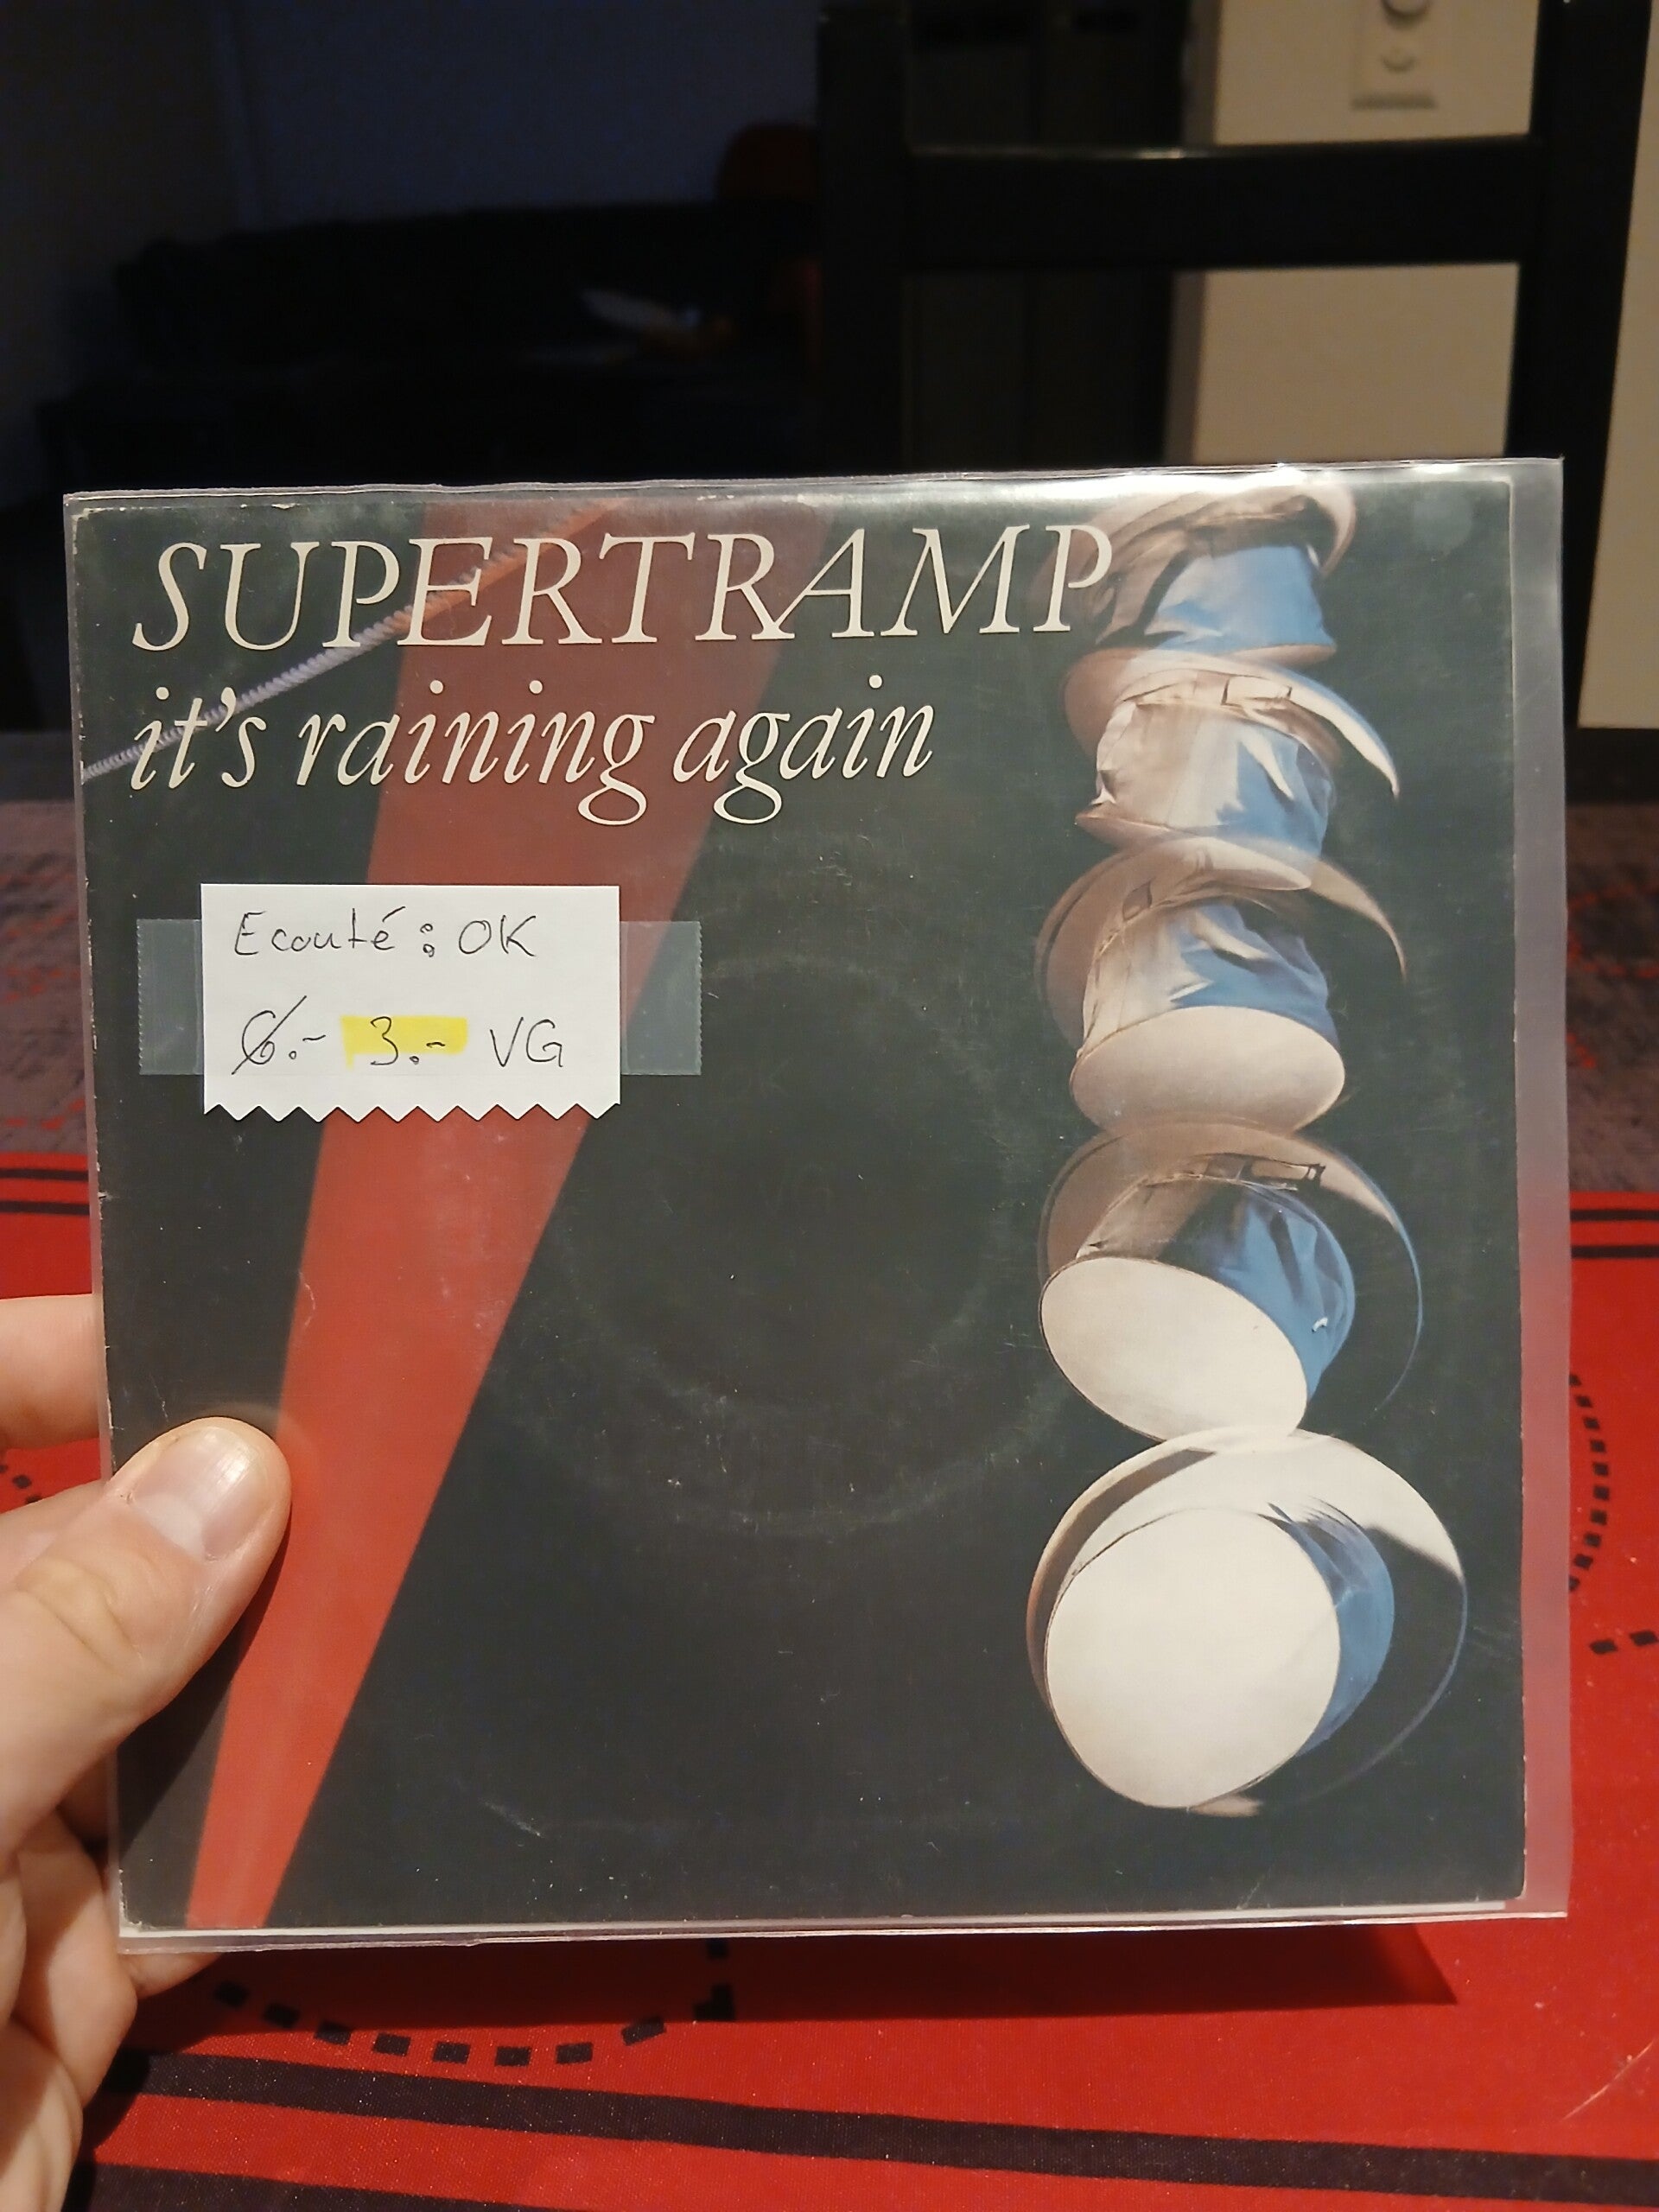 SUPERTRAMP
it's raining again
Ecouté : OK
6.- 3.- VG